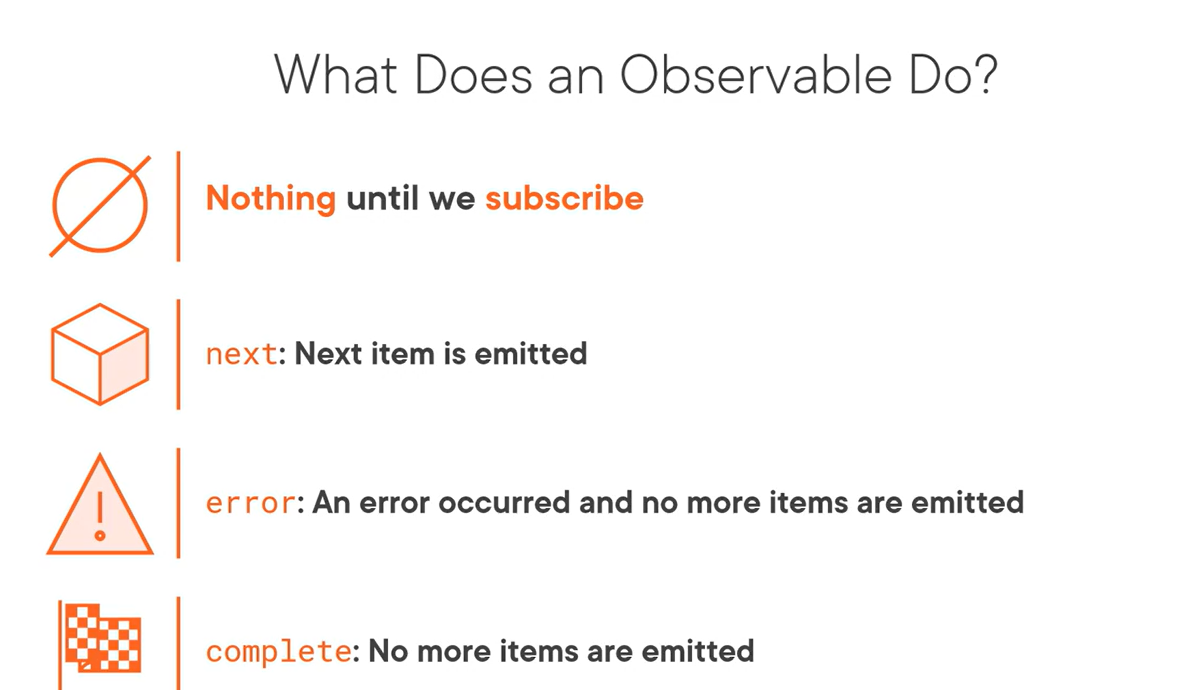 What Does an Observable Do?
Nothing until we subscribe
next: Next item is emitted
error: An error occurred and no more items are emitted
complete: No more items are emitted